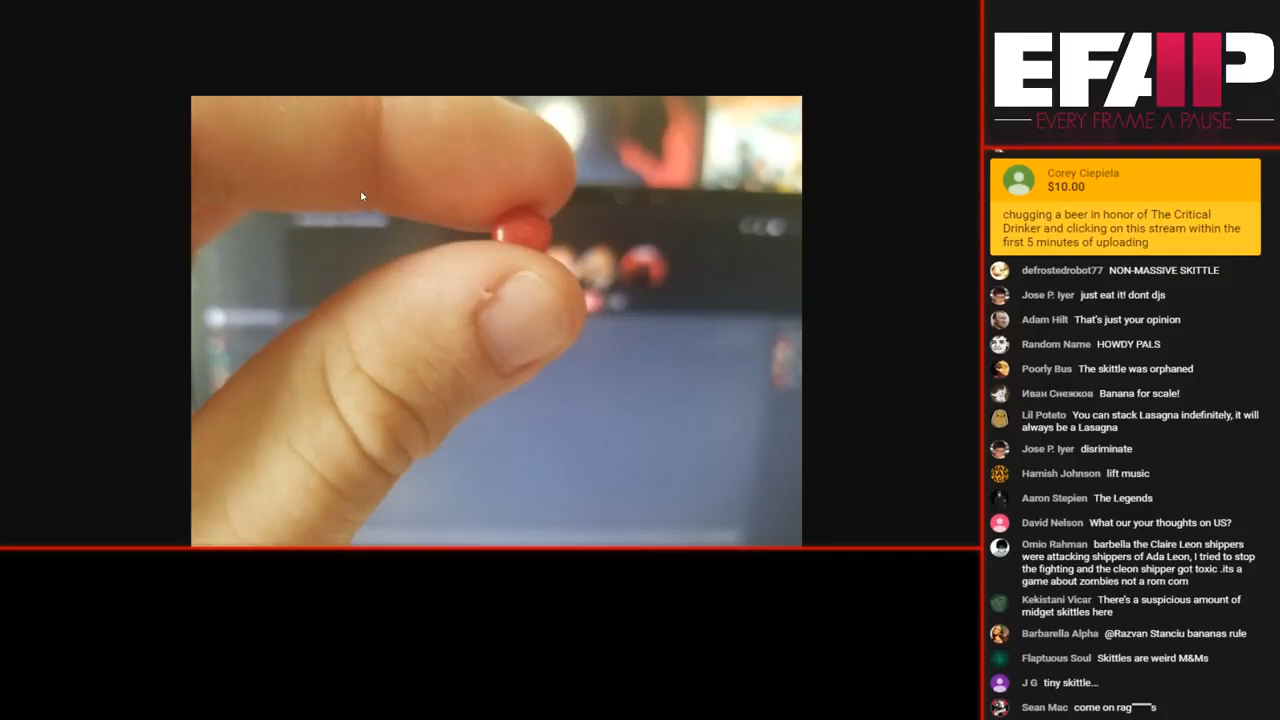 EFAP
EVERY FRAME A PAUSE
Corey Ciepiela
$10.00
chugging a beer in honor of The Critical
Drinker and clicking on this stream within the
first 5 minutes of uploading
defrostedrobot77 NON-MASSIVE SKITTLE
Jose P. Iyer just eat it! dont djs
Adam Hilt That's just your opinion
Random Name HOWDY PALS
Poorly Bus The skittle was orphaned
Иван Снежков Banana for scale!
Lil Poteto You can stack Lasagna indefinitely, it will
always be a Lasagna
Jose P. Iyer disriminate
Hamish Johnson lift music
Aaron Stepien The Legends
David Nelson What our your thoughts on US?
Omio Rahman barbella the Claire Leon shippers
were attacking shippers of Ada Leon, I tried to stop
the fighting and the cleon shipper got toxic .its a
game about zombies not a rom com
Kekistani Vicar There's a suspicious amount of
midget skittles here
Barbarella Alpha @Razvan Stanciu bananas rule
Flaptuous Soul Skittles are weird M&Ms
J G tiny skittle...
Sean Mac come on rag""""s